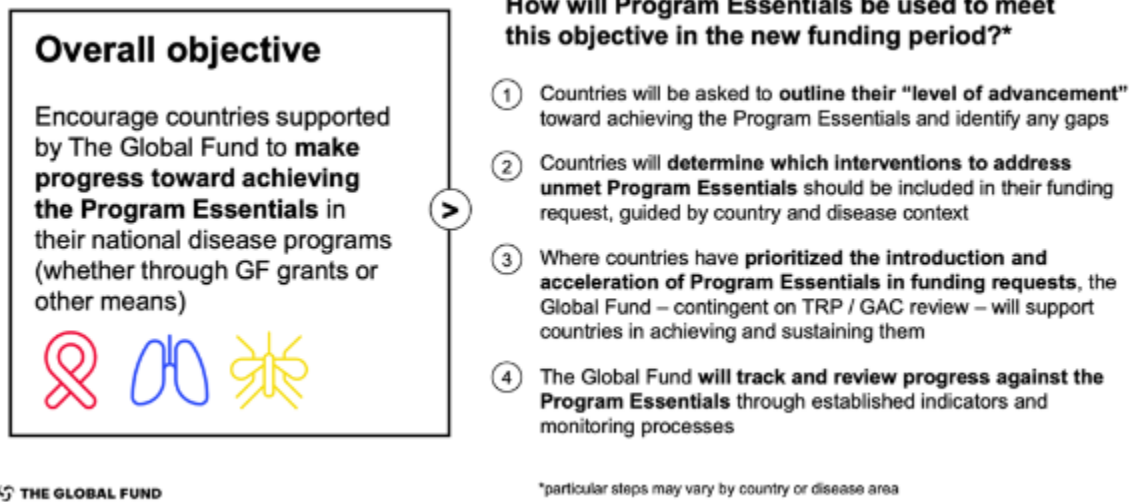 Overall objective
Encourage countries supported
by The Global Fund to make
progress toward achieving
the Program Essentials in
their national disease programs
(whether through GF grants or
other means)
>
How will Program Essentials be used to meet
this objective in the new funding period?*
1 Countries will be asked to outline their “level of advancement”
toward achieving the Program Essentials and identify any gaps
2 Countries will determine which interventions to address
unmet Program Essentials should be included in their funding
request, guided by country and disease context
3 Where countries have prioritized the introduction and
acceleration of Program Essentials in funding requests, the
Global Fund – contingent on TRP / GAC review – will support
countries in achieving and sustaining them
4 The Global Fund will track and review progress against the
Program Essentials through established indicators and
monitoring processes
THE GLOBAL FUND
*particular steps may vary by country or disease area